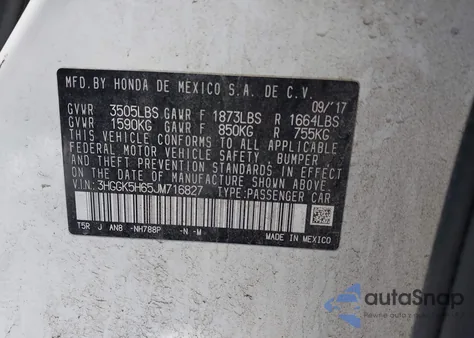 MFD.BY HONDA DE MEXICO S.A. DE C.V.
09/'17
GVWR 3505LBS GAWR F 1873LBS R 1664LBS
GVWR 1590KG GAWR F 850KG R 755KG
THIS VEHICLE CONFORMS TO ALL APPLICABLE
FEDERAL MOTOR VEHICLE SAFETY, BUMPER
AND THEFT PREVENTION STANDARDS IN EFFECT
ON THE DATE OF MANUFACTURE SHOWN ABOVE.
3HGGK5H65JM716827 TYPE:PASSENGER CAR
T5R J AN8 -NH788P -N -M
MADE IN MEXICO
autoSnap